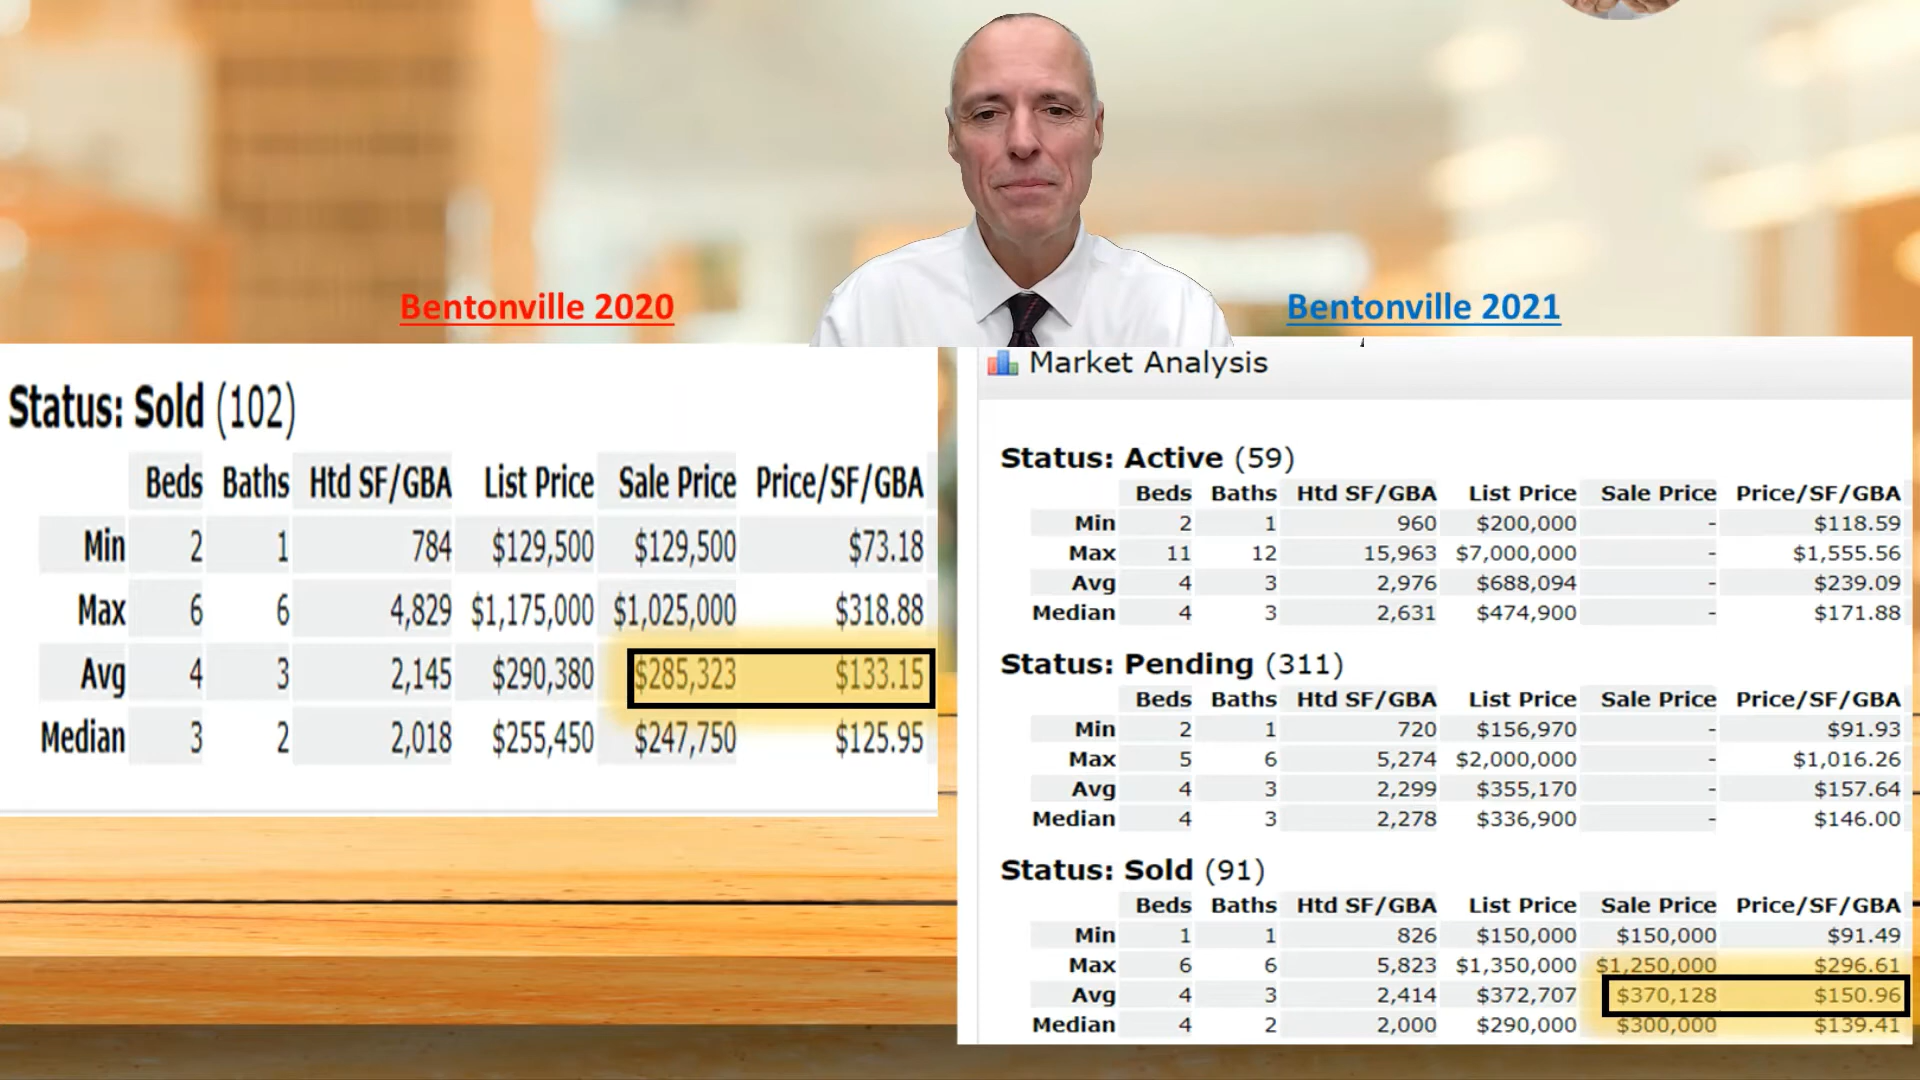 Bentonville 2020
Status: Sold (102)
Beds Baths Htd SF/GBA List Price Sale Price Price/SF/GBA
Min 2 1 784 $129,500 $129,500 $73.18
Max 6 6 4,829 $1,175,000 $1,025,000 $318.88
Avg 4 3 2,145 $290,380 $285,323 $133.15
Median 3 2 2,018 $255,450 $247,750 $125.95
Bentonville 2021
Market Analysis
Status: Active (59)
Beds Baths Htd SF/GBA List Price Sale Price Price/SF/GBA
Min 2 1 960 $200,000 - $118.59
Max 11 12 15,963 $7,000,000 - $1,555.56
Avg 4 3 2,976 $688,094 - $239.09
Median 4 3 2,631 $474,900 - $171.88
Status: Pending (311)
Beds Baths Htd SF/GBA List Price Sale Price Price/SF/GBA
Min 2 1 720 $156,970 - $91.93
Max 5 6 5,274 $2,000,000 - $1,016.26
Avg 4 3 2,299 $355,170 - $157.64
Median 4 3 2,278 $336,900 - $146.00
Status: Sold (91)
Beds Baths Htd SF/GBA List Price Sale Price Price/SF/GBA
Min 1 1 826 $150,000 $150,000 $91.49
Max 6 6 5,823 $1,350,000 $1,250,000 $296.61
Avg 4 3 2,414 $372,707 $370,128 $150.96
Median 4 2 2,000 $290,000 $300,000 $139.41